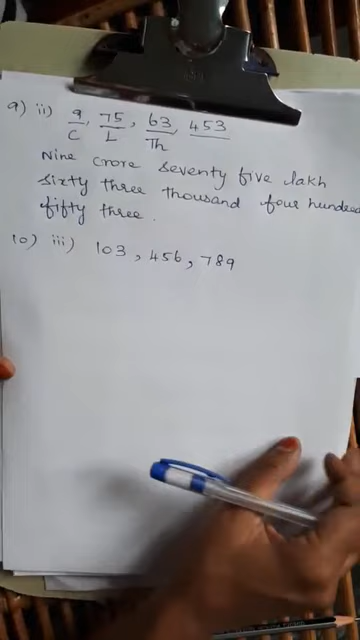 9) ii) 9, 75, 63, 453
C L Th
Nine Crore seventy five lakh
sixty three thousand four hundred
fifty three.
10) iii) 103, 456, 789